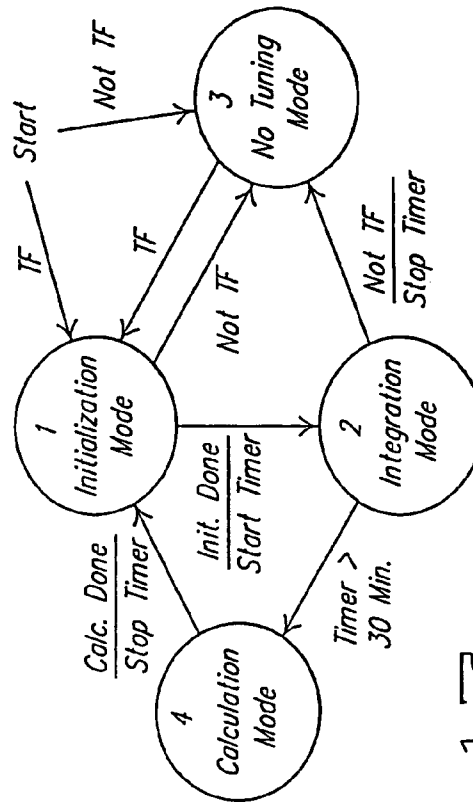 Start
TF
Not TF
1
Initialization
Mode
TF
Not TF
3
No Tuning
Mode
Calc. Done
Stop Timer
Init. Done
Start Timer
Not TF
Stop Timer
4
Calculation
Mode
Timer >
30 Min.
2
Integration
Mode